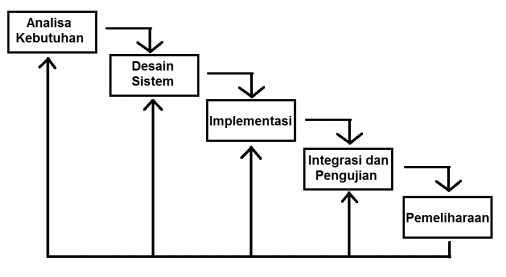 Analisa
Kebutuhan
Desain
Sistem
Implementasi
Integrasi dan
Pengujian
Pemeliharaan